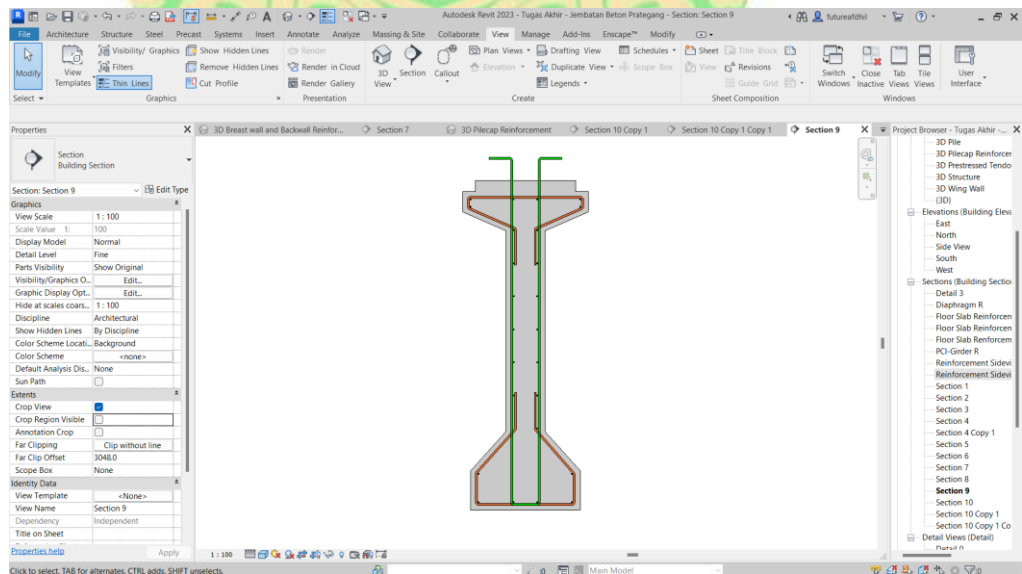 Autodesk Revit 2023 - Tugas Akhir - Jembatan Beton Prategang - Section: Section 9
futureafdhil
File Architecture Structure Steel Precast Systems Insert Annotate Analyze Massing & Site Collaborate View Manage Add-Ins Enscape™ Modify
Modify
View Templates
Visibility/ Graphics
Filters
Thin Lines
Show Hidden Lines
Remove Hidden Lines
Cut Profile
Render
Render in Cloud
Render Gallery
3D View
Section
Callout
Plan Views
Elevation
Drafting View
Duplicate View
Legends
Schedules
Scope Box
Sheet
View
Title Block
Revisions
Guide Grid
Switch Windows
Close Inactive
Tab Views
Tile Views
User Interface
Select Graphics Presentation Create Sheet Composition Windows
Properties
3D Breast wall and Backwall Reinfor... Section 7 3D Pilecap Reinforcement Section 10 Copy 1 Section 10 Copy 1 Copy 1 Section 9
Project Browser - Tugas Akhir -...
Section
Building Section
Section: Section 9 Edit Type
Graphics
View Scale 1 : 100
Scale Value 1: 100
Display Model Normal
Detail Level Fine
Parts Visibility Show Original
Visibility/Graphics O... Edit...
Graphic Display Opt... Edit...
Hide at scales coars... 1 : 100
Discipline Architectural
Show Hidden Lines By Discipline
Color Scheme Locati... Background
Color Scheme <none>
Default Analysis Dis... None
Sun Path
Extents
Crop View
Crop Region Visible
Annotation Crop
Far Clipping Clip without line
Far Clip Offset 3048.0
Scope Box None
Identity Data
View Template <None>
View Name Section 9
Dependency Independent
Title on Sheet
Properties help Apply
3D Pile
3D Pilecap Reinforcer
3D Prestressed Tendo
3D Structure
3D Wing Wall
(3D)
Elevations (Building Eleva
East
North
Side View
South
West
Sections (Building Sectio
Detail 3
Diaphragm R
Floor Slab Reinforcen
Floor Slab Reinforcen
Floor Slab Renforcem
PCI-Girder R
Reinforcement Sidevi
Reinforcement Sidevi
Section 1
Section 2
Section 3
Section 4
Section 4 Copy 1
Section 5
Section 6
Section 7
Section 8
Section 9
Section 10
Section 10 Copy 1
Section 10 Copy 1 Co
Detail Views (Detail)
Detail 0
1 : 100
Click to select, TAB for alternates, CTRL adds, SHIFT unselects.
:0 Main Model :0